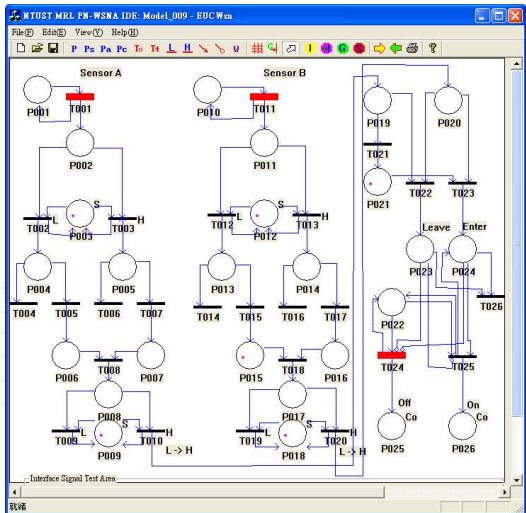 NTUST MRL PN-WSNA IDE: Model_009 - EUCWsn
File(F) Edit(E) View(V) Help(H)
P Ps Pa Pc To Tt L H U I G S ?
Sensor A Sensor B
P001 T001 P010 T011 P019 P020
P002 P011 T021
P021 T022 T023
T002 L P003 S T003 H T012 L P012 S T013 H
Leave Enter
P004 P005 P013 P014 P023 P024
T004 T005 T006 T007 T014 T015 T016 T017 P022 T026
P006 T008 P007 P015 T018 P016 T024 T025
P008 P017
Off On
T009 L S T010 H T019 L S T020 H Co Co
P009 L -> H P018 L -> H P025 P026
Interface Signal Test Area
就緒